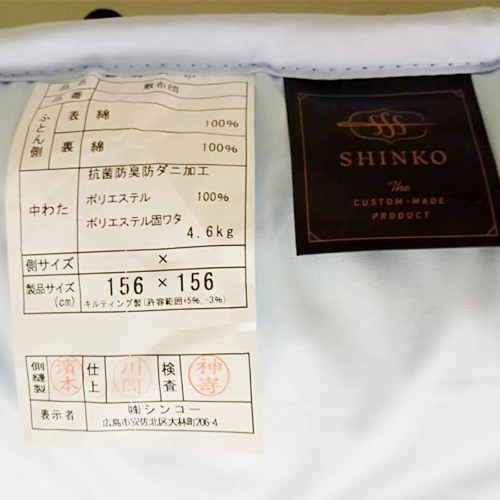 品名 敷布団
品番
ふとん側 表 綿 100%
裏 綿 100%
中わた 抗菌防臭防ダニ加工
ポリエステル 100%
ポリエステル固ワタ
4.6kg
側サイズ ×
製品サイズ(cm) 156 × 156
キルティング製(許容範囲+5%、-3%)
側縫製 濱本 仕上 川岡 検査 神嵜
表示者 ㈱シンコー
広島市安佐北区大林町206-4
SSS
SHINKO
The
CUSTOM-MADE
PRODUCT